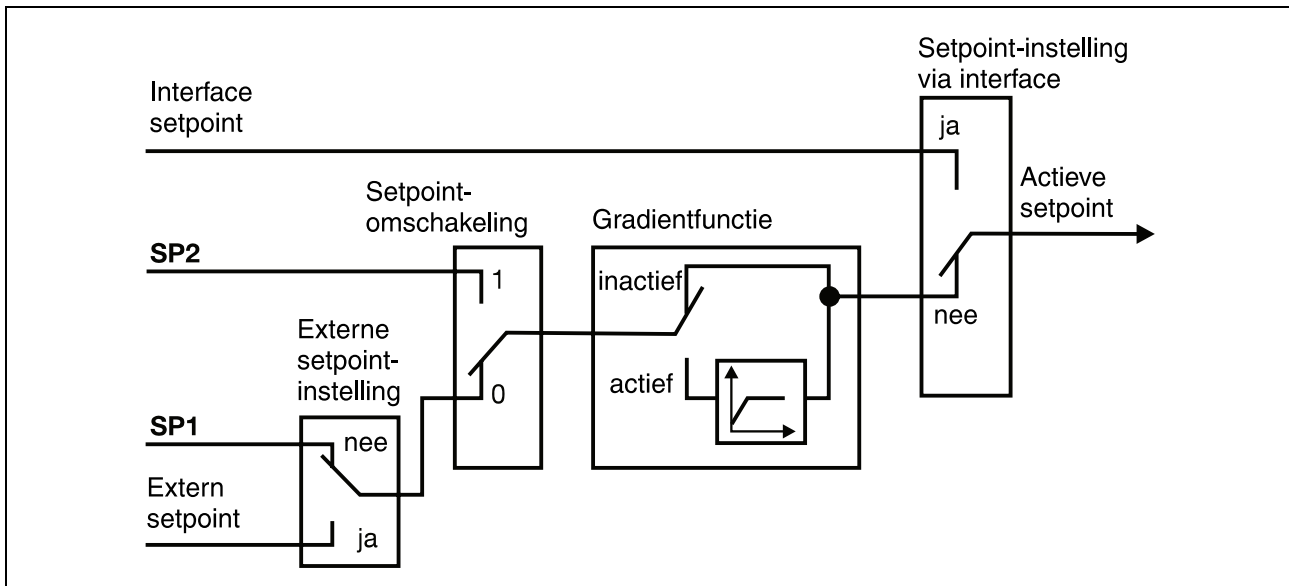 Setpoint-instelling
via interface
Interface
setpoint
ja
Setpoint-
omschakeling
Gradientfunctie
Actieve
setpoint
SP2
1
inactief
nee
Externe
setpoint-
instelling
0
actief
SP1
nee
Extern
setpoint
ja